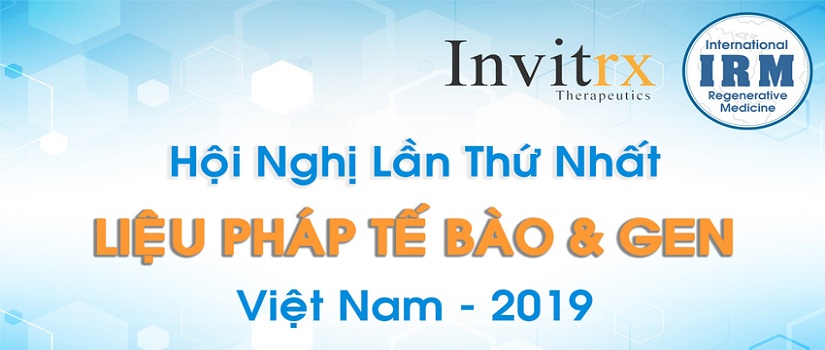 Invitrx
Therapeutics
International
IRM
Regenerative
Medicine
Hội Nghị Lần Thứ Nhất
LIỆU PHÁP TẾ BÀO & GEN
Việt Nam - 2019